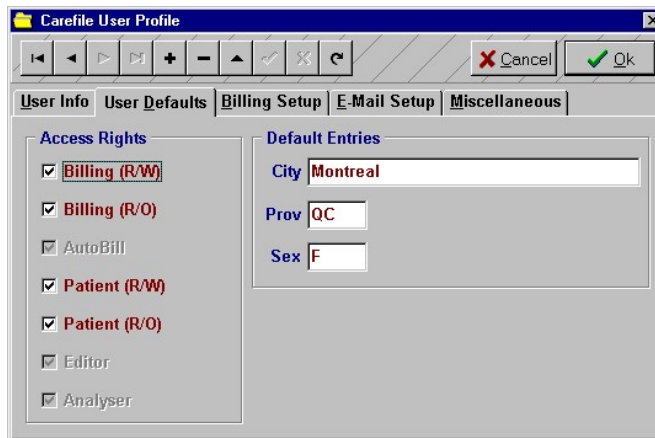 Carefile User Profile
Cancel Ok
User Info User Defaults Billing Setup E-Mail Setup Miscellaneous
Access Rights
Billing (R/W)
Billing (R/O)
AutoBill
Patient (R/W)
Patient (R/O)
Editor
Analyser
Default Entries
City Montreal
Prov QC
Sex F